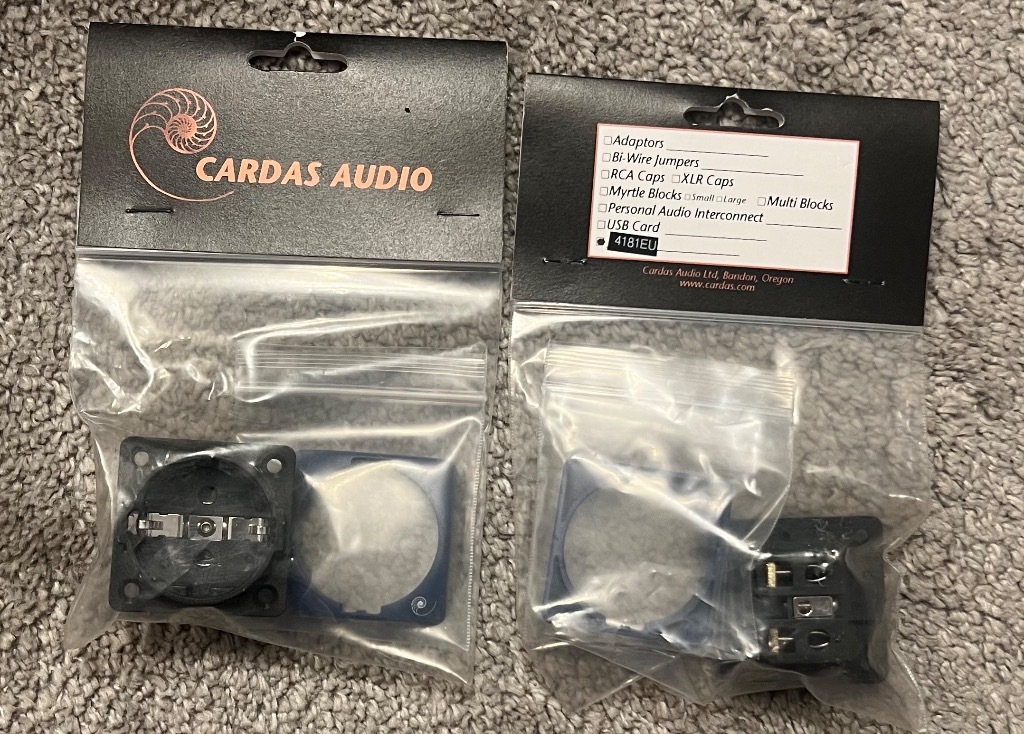 CARDAS AUDIO
Adaptors
Bi-Wire Jumpers
RCA Caps XLR Caps
Myrtle Blocks Small Large Multi Blocks
Personal Audio Interconnect
USB Card
4181EU
Cardas Audio Ltd, Bandon, Oregon
www.cardas.com